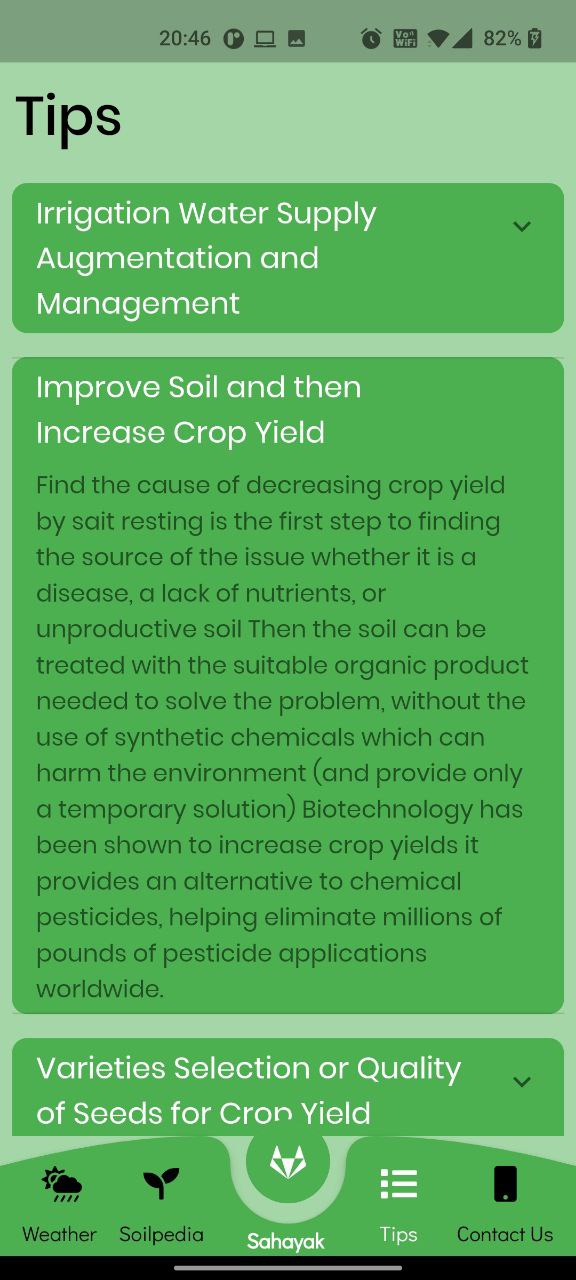 20:46
Vo)) WiFi
82%
Tips
Irrigation Water Supply
Augmentation and
Management
Improve Soil and then
Increase Crop Yield
Find the cause of decreasing crop yield
by sait resting is the first step to finding
the source of the issue whether it is a
disease, a lack of nutrients, or
unproductive soil Then the soil can be
treated with the suitable organic product
needed to solve the problem, without the
use of synthetic chemicals which can
harm the environment (and provide only
a temporary solution) Biotechnology has
been shown to increase crop yields it
provides an alternative to chemical
pesticides, helping eliminate millions of
pounds of pesticide applications
worldwide.
Varieties Selection or Quality
of Seeds for Crop Yield
Weather Soilpedia Sahayak Tips Contact Us